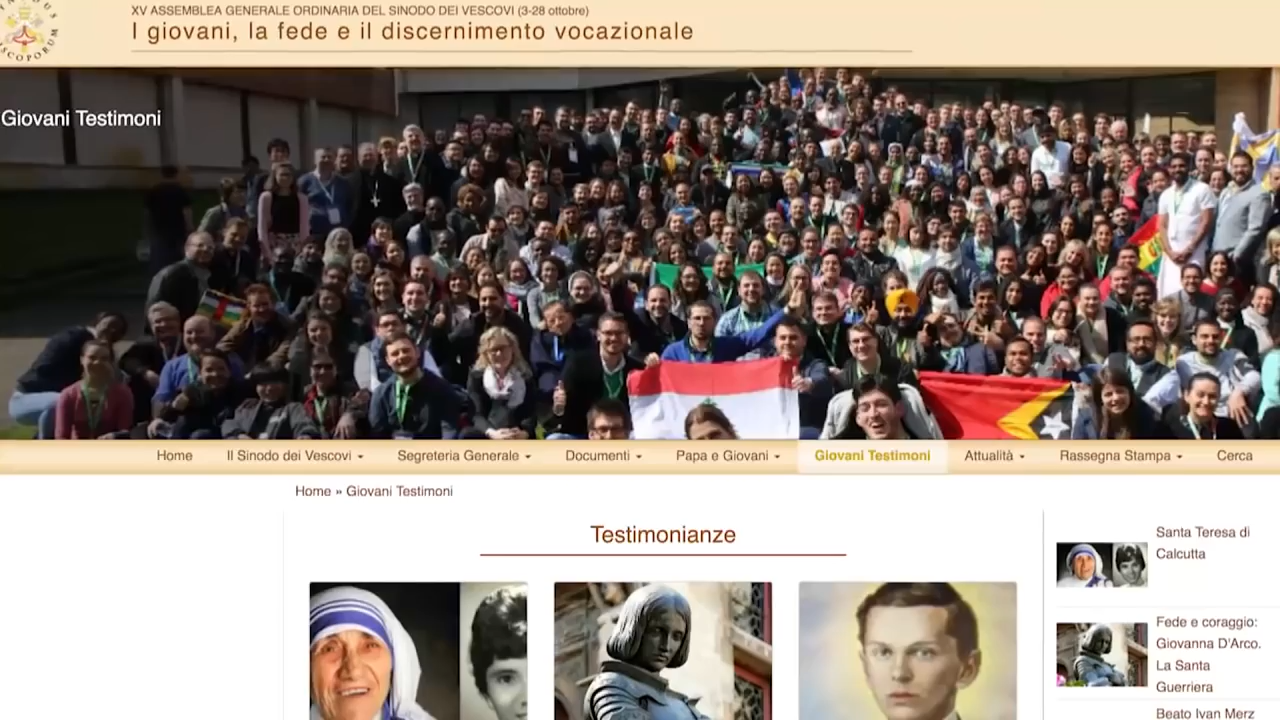 XV ASSEMBLEA GENERALE ORDINARIA DEL SINODO DEI VESCOVI (3-28 ottobre)
I giovani, la fede e il discernimento vocazionale
Giovani Testimoni
Home Il Sinodo dei Vescovi Segreteria Generale Documenti Papa e Giovani Giovani Testimoni Attualità Rassegna Stampa Cerca
Home » Giovani Testimoni
Testimonianze
Santa Teresa di
Calcutta
Fede e coraggio:
Giovanna D'Arco.
La Santa
Guerriera
Beato Ivan Merz